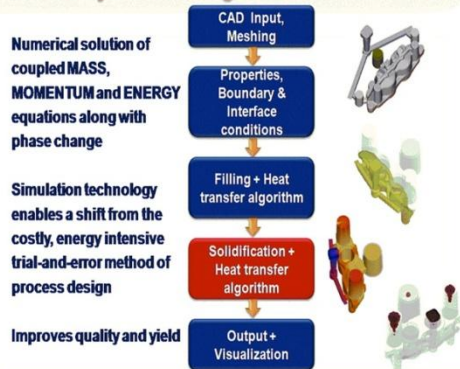 Numerical solution of
coupled MASS,
MOMENTUM and ENERGY
equations along with
phase change
Simulation technology
enables a shift from the
costly, energy intensive
trial-and-error method of
process design
Improves quality and yield
CAD Input,
Meshing
Properties,
Boundary &
Interface
conditions
Filling + Heat
transfer algorithm
Solidification +
Heat transfer
algorithm
Output +
Visualization